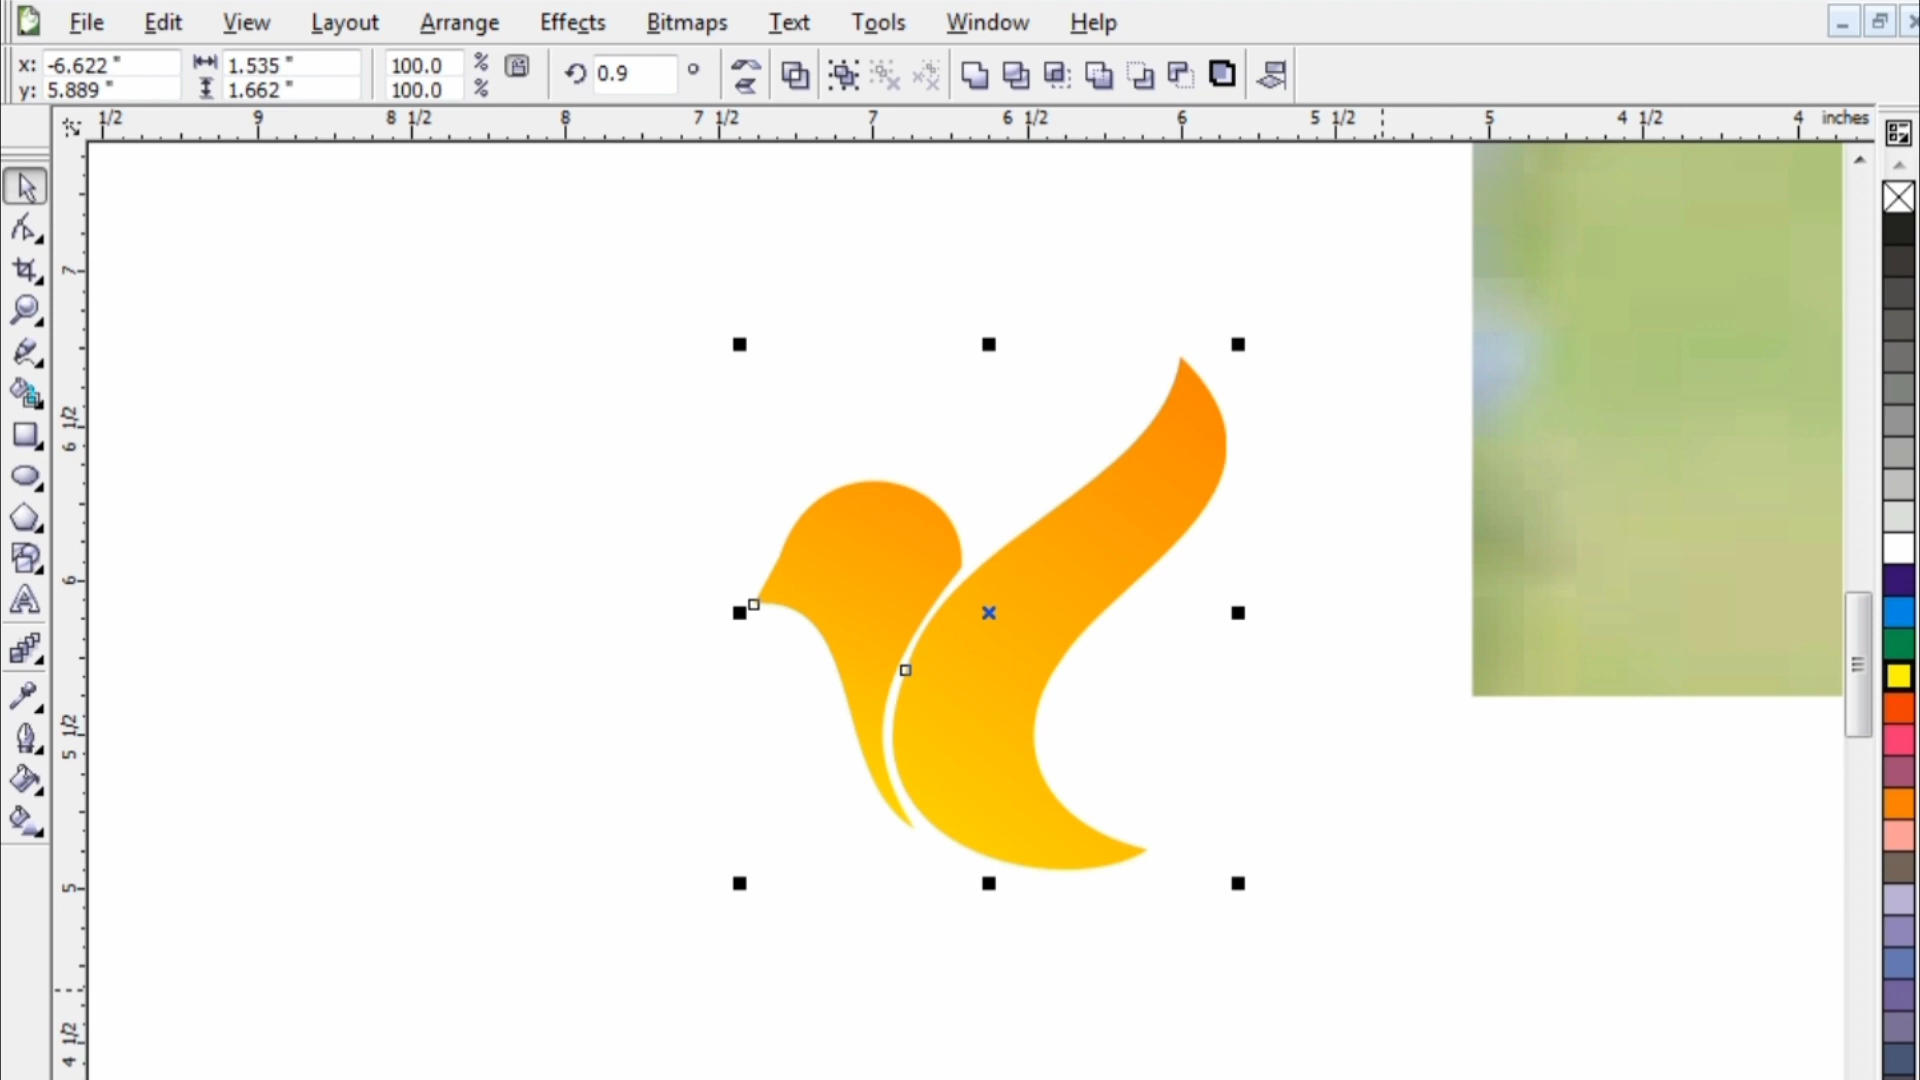 File Edit View Layout Arrange Effects Bitmaps Text Tools Window Help
x: -6.622 " 1.535 " 100.0 %
y: 5.889 " 1.662 " 100.0 % 0.9 °
1/2 9 8 1/2 8 7 1/2 7 6 1/2 6 5 1/2 5 4 1/2 4 inches
7
6 1/2
6
5 1/2
5
4 1/2